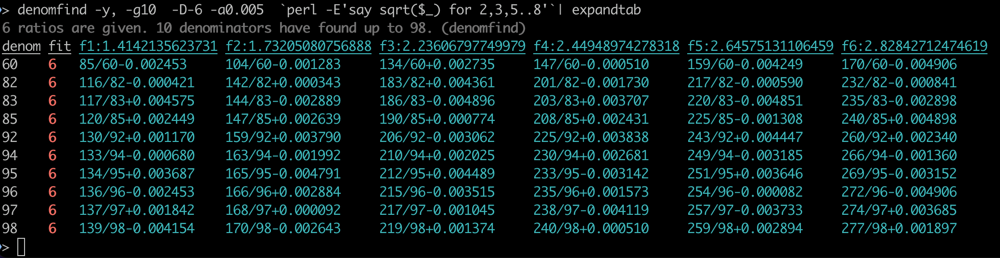 > denomfind -y, -g10  -D-6 -a0.005  `perl -E'say sqrt($_) for 2,3,5..8'`| expandtab
6 ratios are given. 10 denominators have found up to 98. (denomfind)
denom fit f1:1.4142135623731 f2:1.73205080756888 f3:2.23606797749979 f4:2.44948974278318 f5:2.64575131106459 f6:2.82842712474619
60 6 85/60-0.002453 104/60-0.001283 134/60+0.002735 147/60-0.000510 159/60-0.004249 170/60-0.004906
82 6 116/82-0.000421 142/82+0.000343 183/82+0.004361 201/82-0.001730 217/82-0.000590 232/82-0.000841
83 6 117/83+0.004575 144/83-0.002889 186/83-0.004896 203/83+0.003707 220/83-0.004851 235/83-0.002898
85 6 120/85+0.002449 147/85+0.002639 190/85+0.000774 208/85+0.002431 225/85-0.001308 240/85+0.004898
92 6 130/92+0.001170 159/92+0.003790 206/92-0.003062 225/92+0.003838 243/92+0.004447 260/92+0.002340
94 6 133/94-0.000680 163/94-0.001992 210/94+0.002025 230/94+0.002681 249/94-0.003185 266/94-0.001360
95 6 134/95+0.003687 165/95-0.004791 212/95+0.004489 233/95-0.003142 251/95+0.003646 269/95-0.003152
96 6 136/96-0.002453 166/96+0.002884 215/96-0.003515 235/96+0.001573 254/96-0.000082 272/96-0.004906
97 6 137/97+0.001842 168/97+0.000092 217/97-0.001045 238/97-0.004119 257/97-0.003733 274/97+0.003685
98 6 139/98-0.004154 170/98-0.002643 219/98+0.001374 240/98+0.000510 259/98+0.002894 277/98+0.001897
>